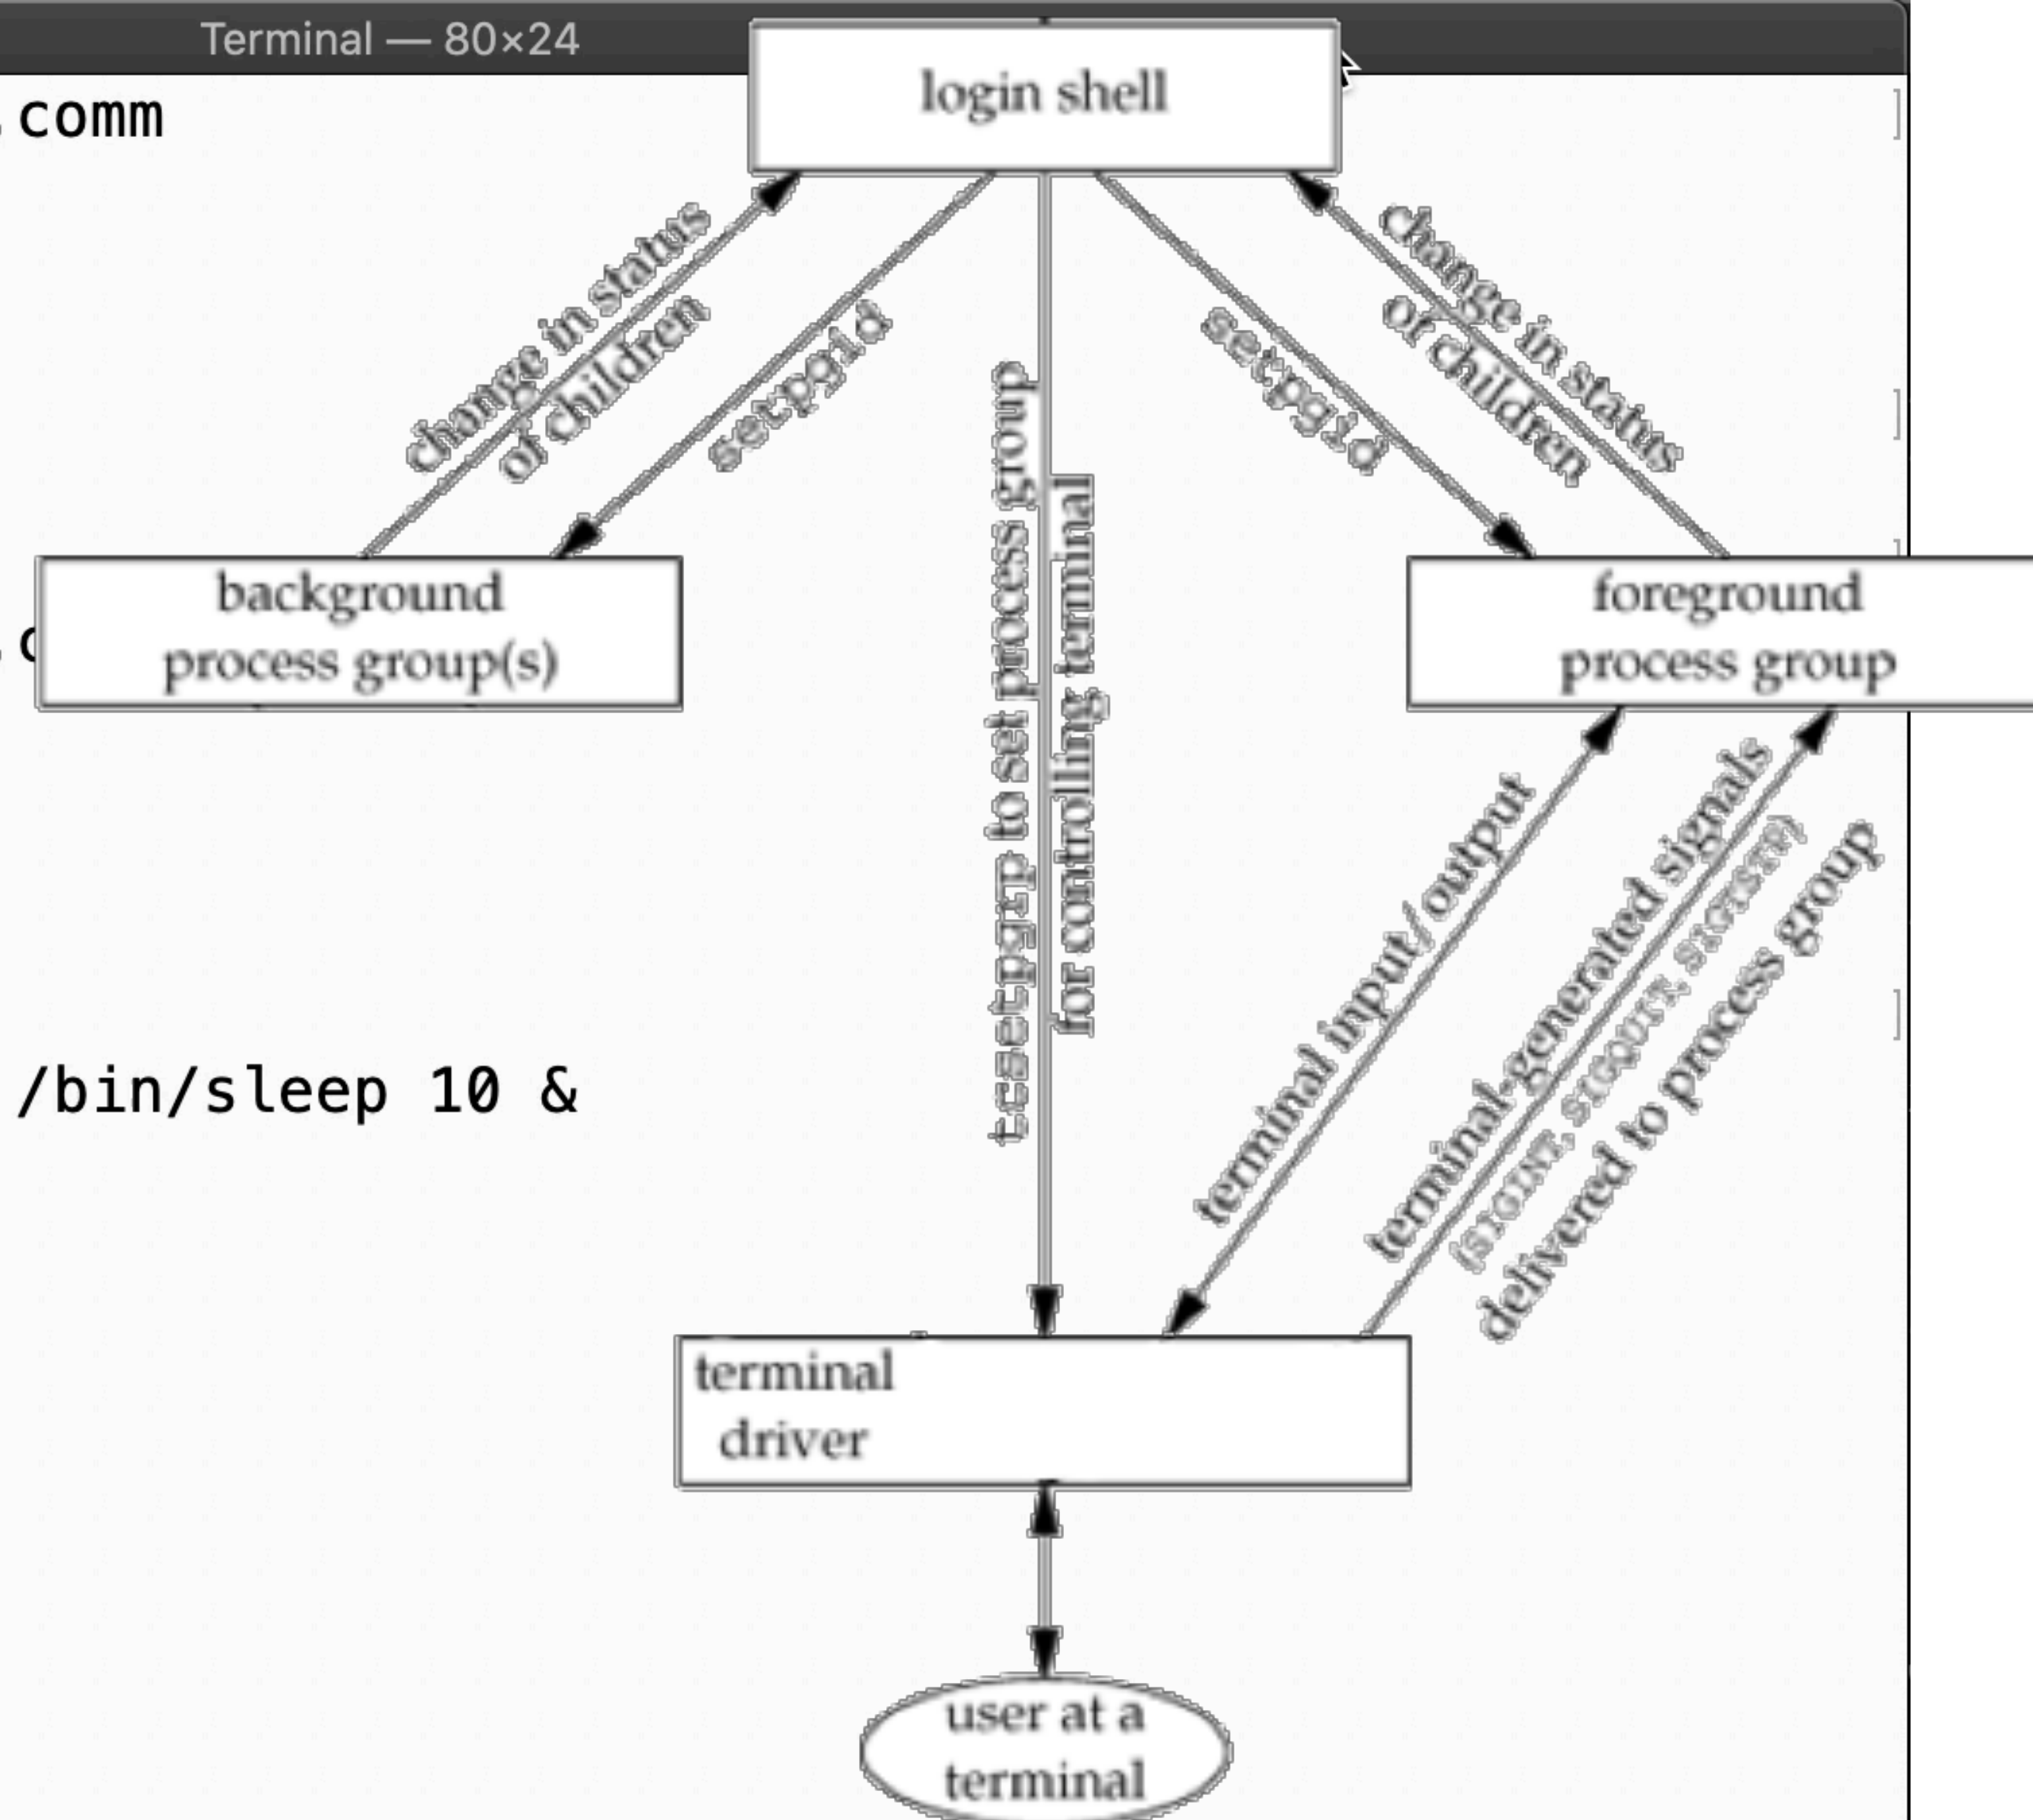 Terminal — 80×24
login shell
.comm
]
change in status
of children
setpgid
tcsetpgrp to set process group
for controlling terminal
setpgid
change in status
of children
]
]
background
process group(s)
foreground
process group
.c
terminal input/output
terminal-generated signals
(SIGINT, SIGQUIT, SIGTSTP)
delivered to process group
]
/bin/sleep 10 &
terminal
driver
user at a
terminal